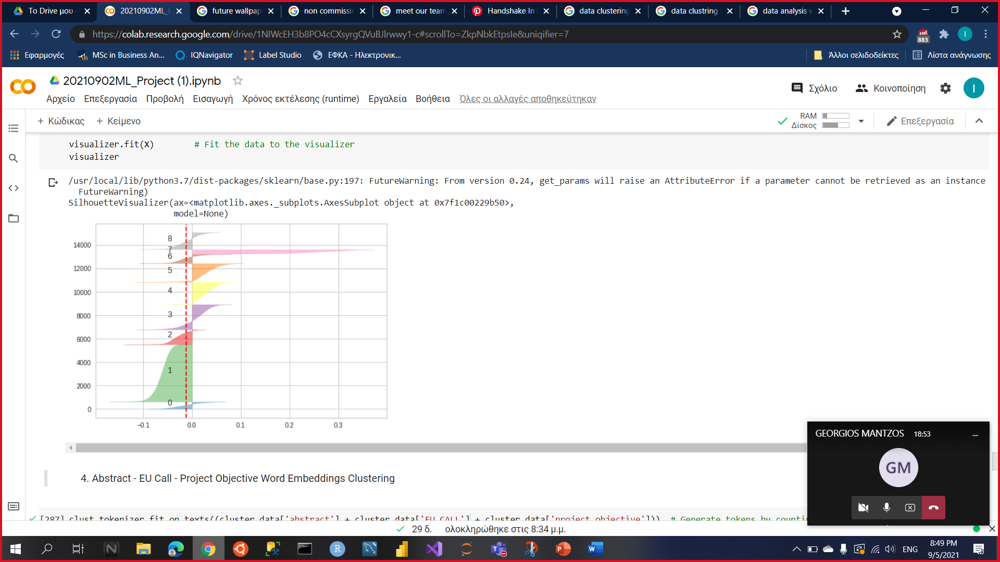 Το Drive μου -
20210902ML_F
future wallpap
non commissio
meet our team
Handshake In
data clustering
data clustring
data analysis w
https://colab.research.google.com/drive/1NIWcEH3b8PO4cCXsyrgQVuBJlrwwy1-c#scrollTo=ZkpNbkEtpsIe&uniqifier=7
883
I
Εφαρμογές
MSc in Business An...
IQNavigator
Label Studio
ΕΦΚΑ - Ηλεκτρονικ...
Άλλοι σελιδοδείκτες
Λίστα ανάγνωσης
20210902ML_Project (1).ipynb
Σχόλιο
Κοινοποίηση
I
Αρχείο Επεξεργασία Προβολή Εισαγωγή Χρόνος εκτέλεσης (runtime) Εργαλεία Βοήθεια Όλες οι αλλαγές αποθηκεύτηκαν
+ Κώδικας + Κείμενο
RAM
Δίσκος
Επεξεργασία
visualizer.fit(X) # Fit the data to the visualizer
visualizer
/usr/local/lib/python3.7/dist-packages/sklearn/base.py:197: FutureWarning: From version 0.24, get_params will raise an AttributeError if a parameter cannot be retrieved as an instance
FutureWarning)
SilhouetteVisualizer(ax=<matplotlib.axes._subplots.AxesSubplot object at 0x7f1c00229b50>,
model=None)
8
14000
7
6
12000
5
4
10000
8000
3
2
6000
4000
1
2000
0
0
-0.1 0.0 0.1 0.2 0.3
GEORGIOS MANTZOS 18:53
GM
4. Abstract - EU Call - Project Objective Word Embeddings Clustering
[287] clust_tokenizer.fit_on_texts((cluster_data['abstract'] + cluster_data['EU_CALL'] + cluster_data['project_objective'])) # Generate tokens by counti
29 δ. ολοκληρώθηκε στις 8:34 μ.μ.
ENG
8:49 PM
9/5/2021